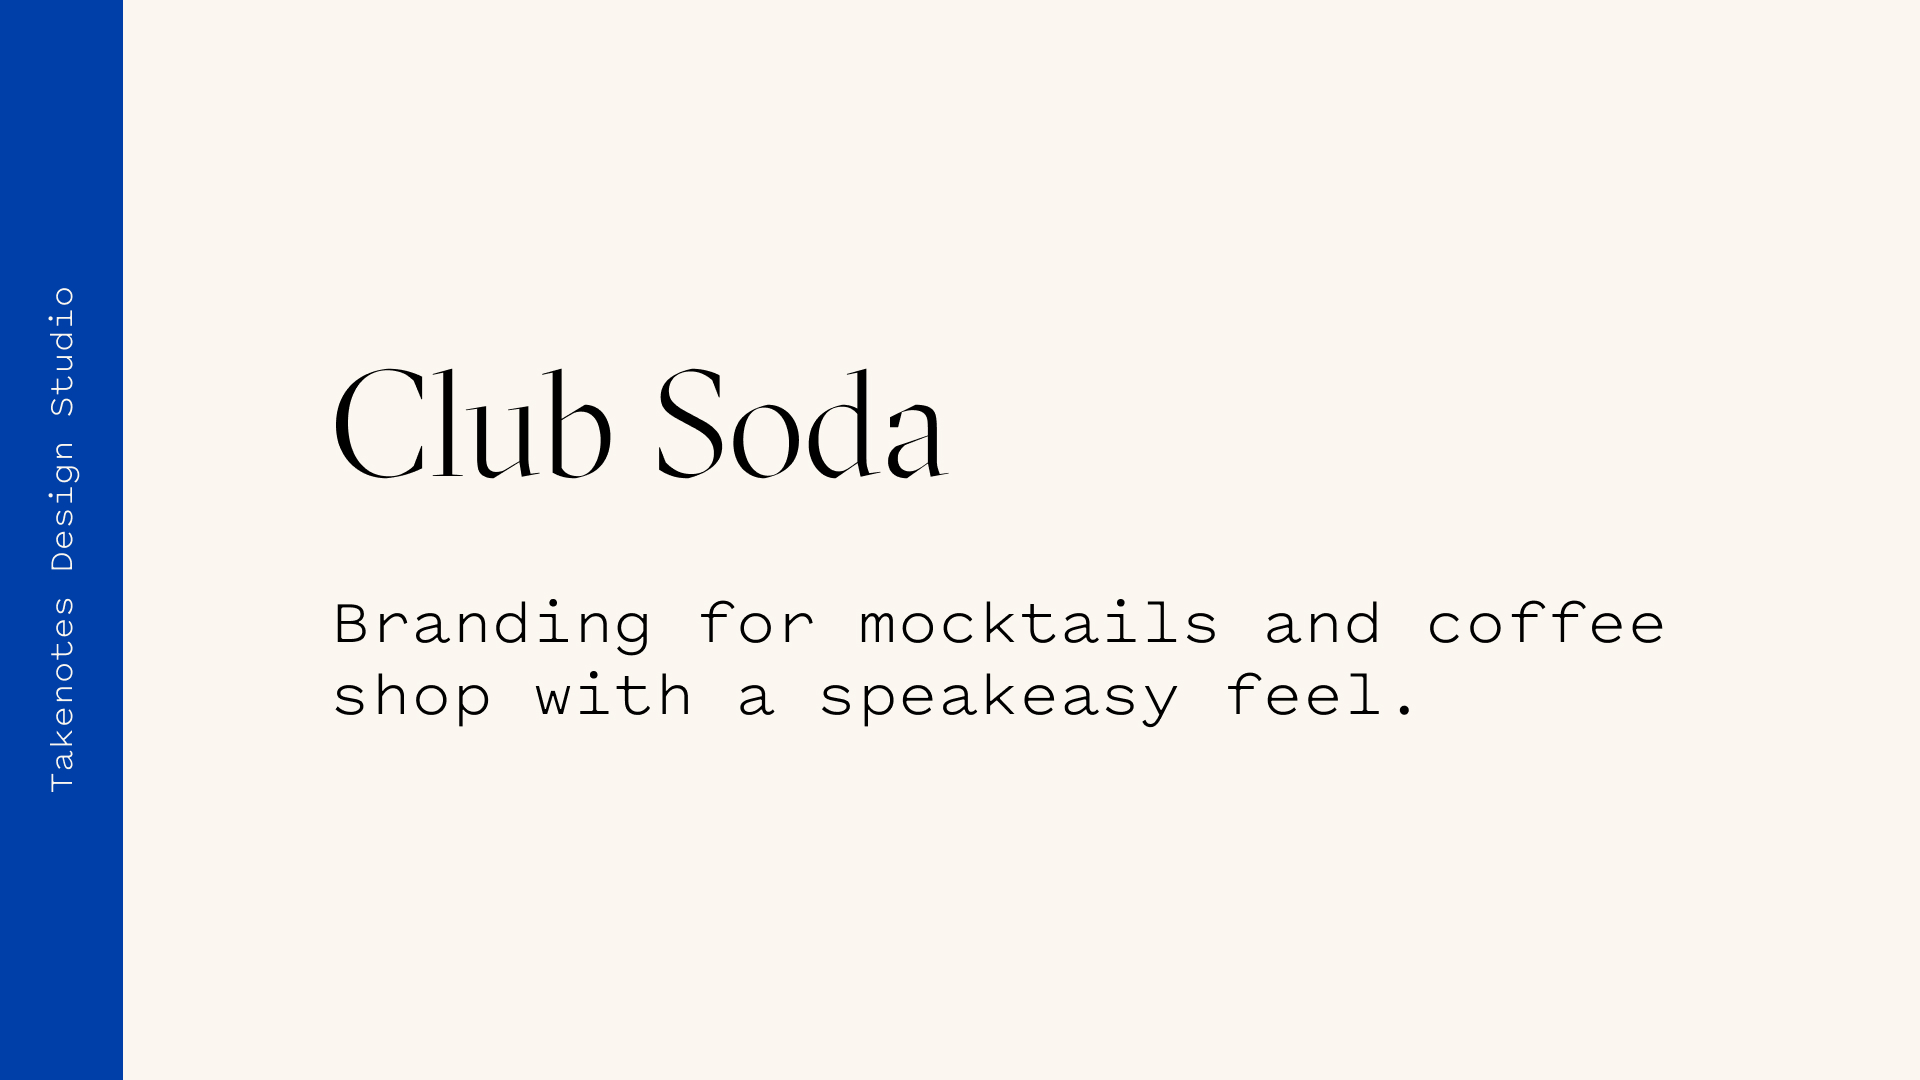 Takenotes Design Studio
Club Soda
Branding for mocktails and coffee
shop with a speakeasy feel.